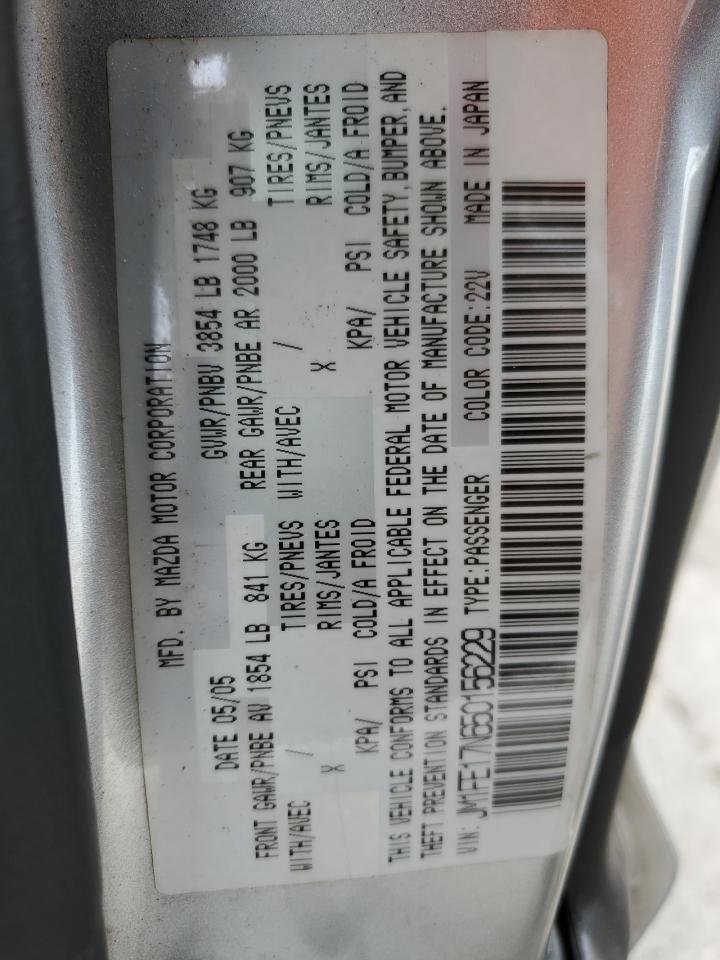 MFD. BY MAZDA MOTOR CORPORATION
DATE 05/05 GVWR/PNBV 3854 LB 1748 KG
FRONT GAWR/PNBE AV 1854 LB 841 KG REAR GAWR/PNBE AR 2000 LB 907 KG
WITH/AVEC / TIRES/PNEUS WITH/AVEC / TIRES/PNEUS
X RIMS/JANTES X RIMS/JANTES
KPA/ PSI COLD/A FROID KPA/ PSI COLD/A FROID
THIS VEHICLE CONFORMS TO ALL APPLICABLE FEDERAL MOTOR VEHICLE SAFETY, BUMPER, AND
THEFT PREVENTION STANDARDS IN EFFECT ON THE DATE OF MANUFACTURE SHOWN ABOVE.
VIN: JM1FE17N650156229 TYPE:PASSENGER COLOR CODE:22V MADE IN JAPAN